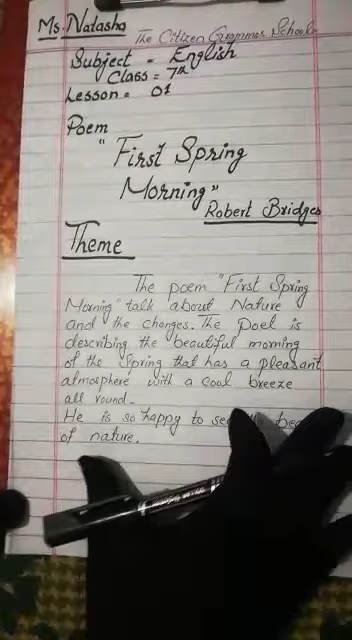 Ms. Natasha
The Citizen Grammer School
Subject = English
Class = 7th
Lesson = 01
Poem
"First Spring
Morning"
Robert Bridges
Theme
The poem "First Spring
Morning" talk about Nature
and the changes. The Poet is
describing the beautiful morning
of the Spring that has a pleasant
atmosphere with a cool breeze
all round.
He is so happy to
of nature.